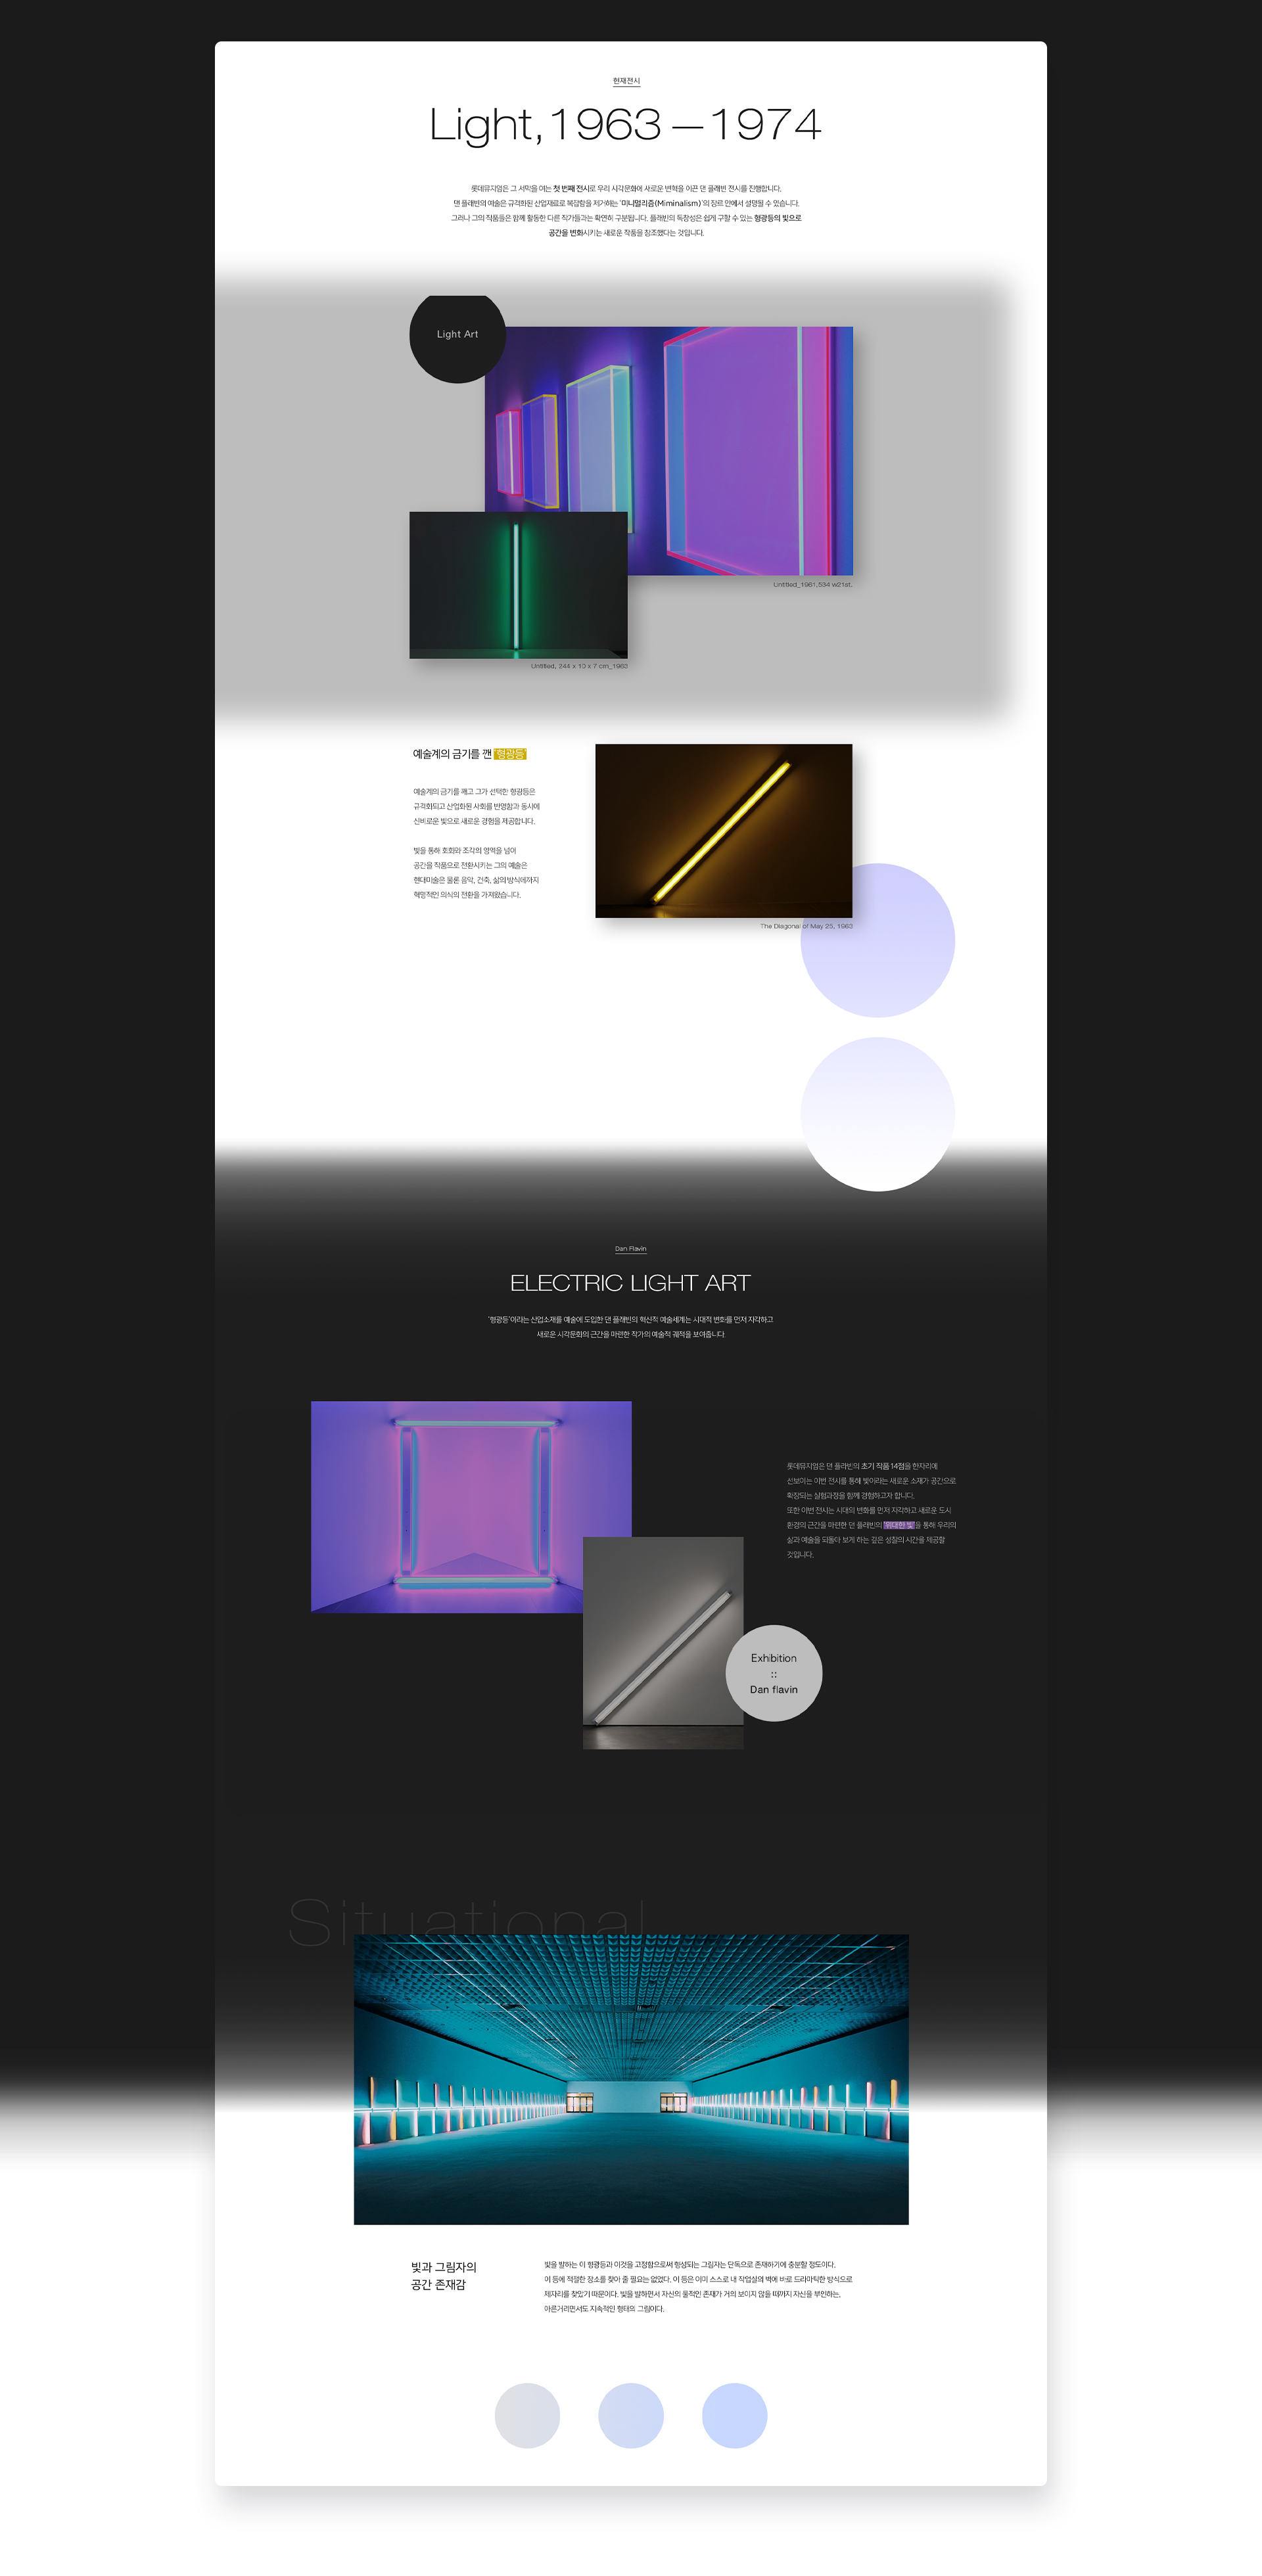 현재전시
Light,1963 – 1974
롯데뮤지엄은 그 서막을 여는 첫 번째 전시로 우리 시각문화에 새로운 변혁을 이끈 댄 플래빈 전시를 진행합니다.
댄 플래빈의 예술은 규격화된 산업재료로 복잡함을 제거하는 '미니멀리즘(Miminalism)'의 장르 안에서 설명될 수 있습니다.
그러나 그의 작품들은 함께 활동한 다른 작가들과는 확연히 구분됩니다. 플래빈의 독창성은 쉽게 구할 수 있는 형광등의 빛으로
공간을 변화시키는 새로운 작품을 창조했다는 것입니다.
Light Art
Untitled_1961,534 w21st.
Untitled, 244 x 10 x 7 cm_1963
예술계의 금기를 깬 '형광등'
예술계의 금기를 깨고 그가 선택한 형광등은
규격화되고 산업화된 사회를 반영함과 동시에
신비로운 빛으로 새로운 경험을 제공합니다.
빛을 통해 회화와 조각의 영역을 넘어
공간을 작품으로 전환시키는 그의 예술은
현대미술은 물론 음악, 건축, 삶의 방식에까지
혁명적인 의식의 전환을 가져왔습니다.
The Diagonal of May 25, 1963
Dan Flavin
ELECTRIC LIGHT ART
'형광등'이라는 산업소재를 예술에 도입한 댄 플래빈의 혁신적 예술세계는 시대적 변화를 먼저 자각하고
새로운 시각문화의 근간을 마련한 작가의 예술적 궤적을 보여줍니다.
롯데뮤지엄은 댄 플라빈의 초기 작품 14점을 한자리에
선보이는 이번 전시를 통해 빛이라는 새로운 소재가 공간으로
확장되는 실험과정을 함께 경험하고자 합니다.
또한 이번 전시는 시대의 변화를 먼저 자각하고 새로운 도시
환경의 근간을 마련한 댄 플래빈의 '위대한 빛'을 통해 우리의
삶과 예술을 되돌아 보게 하는 깊은 성찰의 시간을 제공할
것입니다.
Exhibition
::
Dan flavin
Situational
빛과 그림자의
공간 존재감
빛을 발하는 이 형광등과 이것을 고정함으로써 형성되는 그림자는 단독으로 존재하기에 충분할 정도이다.
이 등에 적절한 장소를 찾아 줄 필요는 없었다. 이 등은 이미 스스로 내 작업실의 벽에 바로 드라마틱한 방식으로
제자리를 찾았기 때문이다. 빛을 발하면서 자신의 물적인 존재가 거의 보이지 않을 때까지 자신을 부인하는,
아른거리면서도 지속적인 형태의 그림이다.